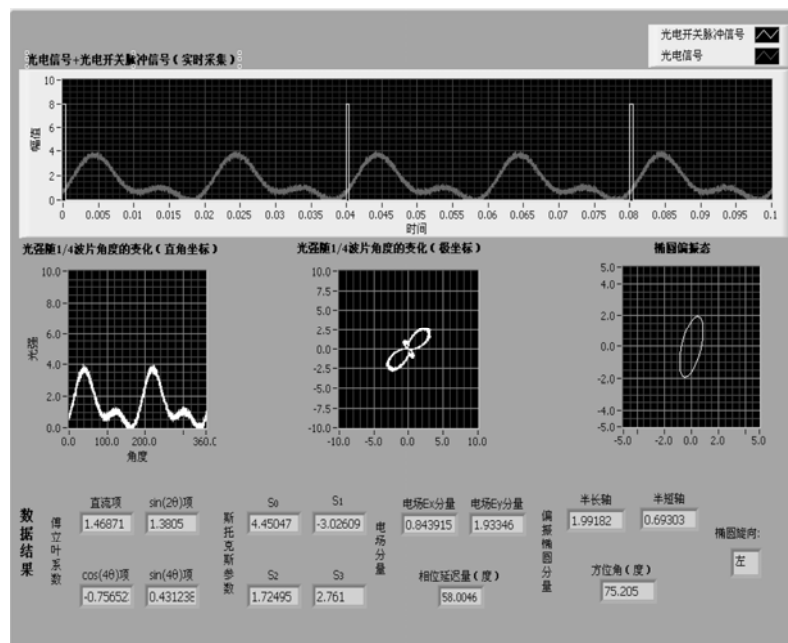 光电开关脉冲信号
光电信号
光电信号+光电开关脉冲信号(实时采集)
10
8
6
4
2
0
幅值
0 0.005 0.01 0.015 0.02 0.025 0.03 0.035 0.04 0.045 0.05 0.055 0.06 0.065 0.07 0.075 0.08 0.085 0.09 0.095 0.1
时间
光强随1/4波片角度的变化(直角坐标)
10.0
8.0
6.0
4.0
2.0
0.0
光强
0.0 100.0 200.0 360.0
角度
光强随1/4波片角度的变化(极坐标)
10.0
7.5
5.0
2.5
0.0
-2.5
-5.0
-7.5
-10.0
-10.0 -5.0 0.0 5.0 10.0
椭圆偏振态
5.0
4.0
2.0
0.0
-2.0
-4.0
-5.0
-5.0 -2.0 0.0 2.0 5.0
数据结果
傅立叶系数
直流项 sin(2θ)项
1.46871 1.3805
cos(4θ)项 sin(4θ)项
-0.75652 0.431238
斯托克斯参数
S0 S1
4.45047 -3.02609
S2 S3
1.72495 2.761
电场分量
电场Ex分量 电场Ey分量
0.843915 1.93346
相位延迟量(度)
58.0046
偏振椭圆分量
半长轴 半短轴
1.99182 0.69303
方位角(度)
75.205
椭圆旋向:
左